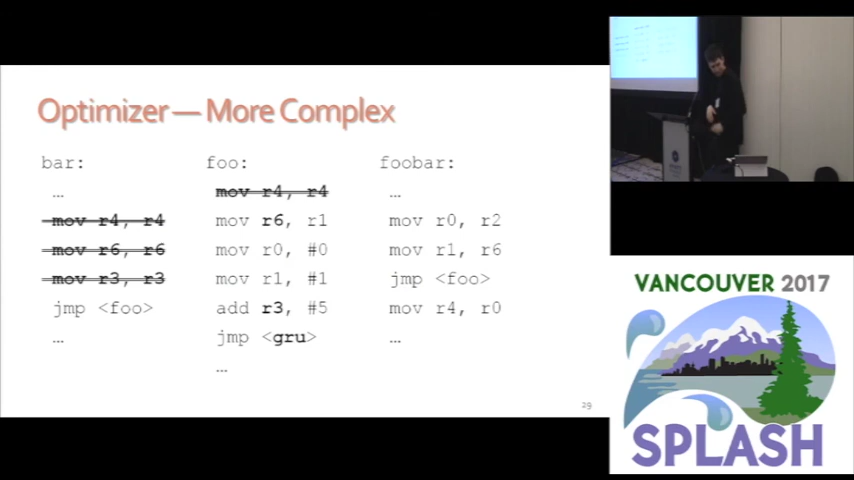 Optimizer — More Complex
bar:
…
mov r4, r4
mov r6, r6
mov r3, r3
jmp <foo>
…
foo:
mov r4, r4
mov r6, r1
mov r0, #0
mov r1, #1
add r3, #5
jmp <gru>
…
foobar:
…
mov r0, r2
mov r1, r6
jmp <foo>
mov r4, r0
…
29
VANCOUVER 2017
SPLASH